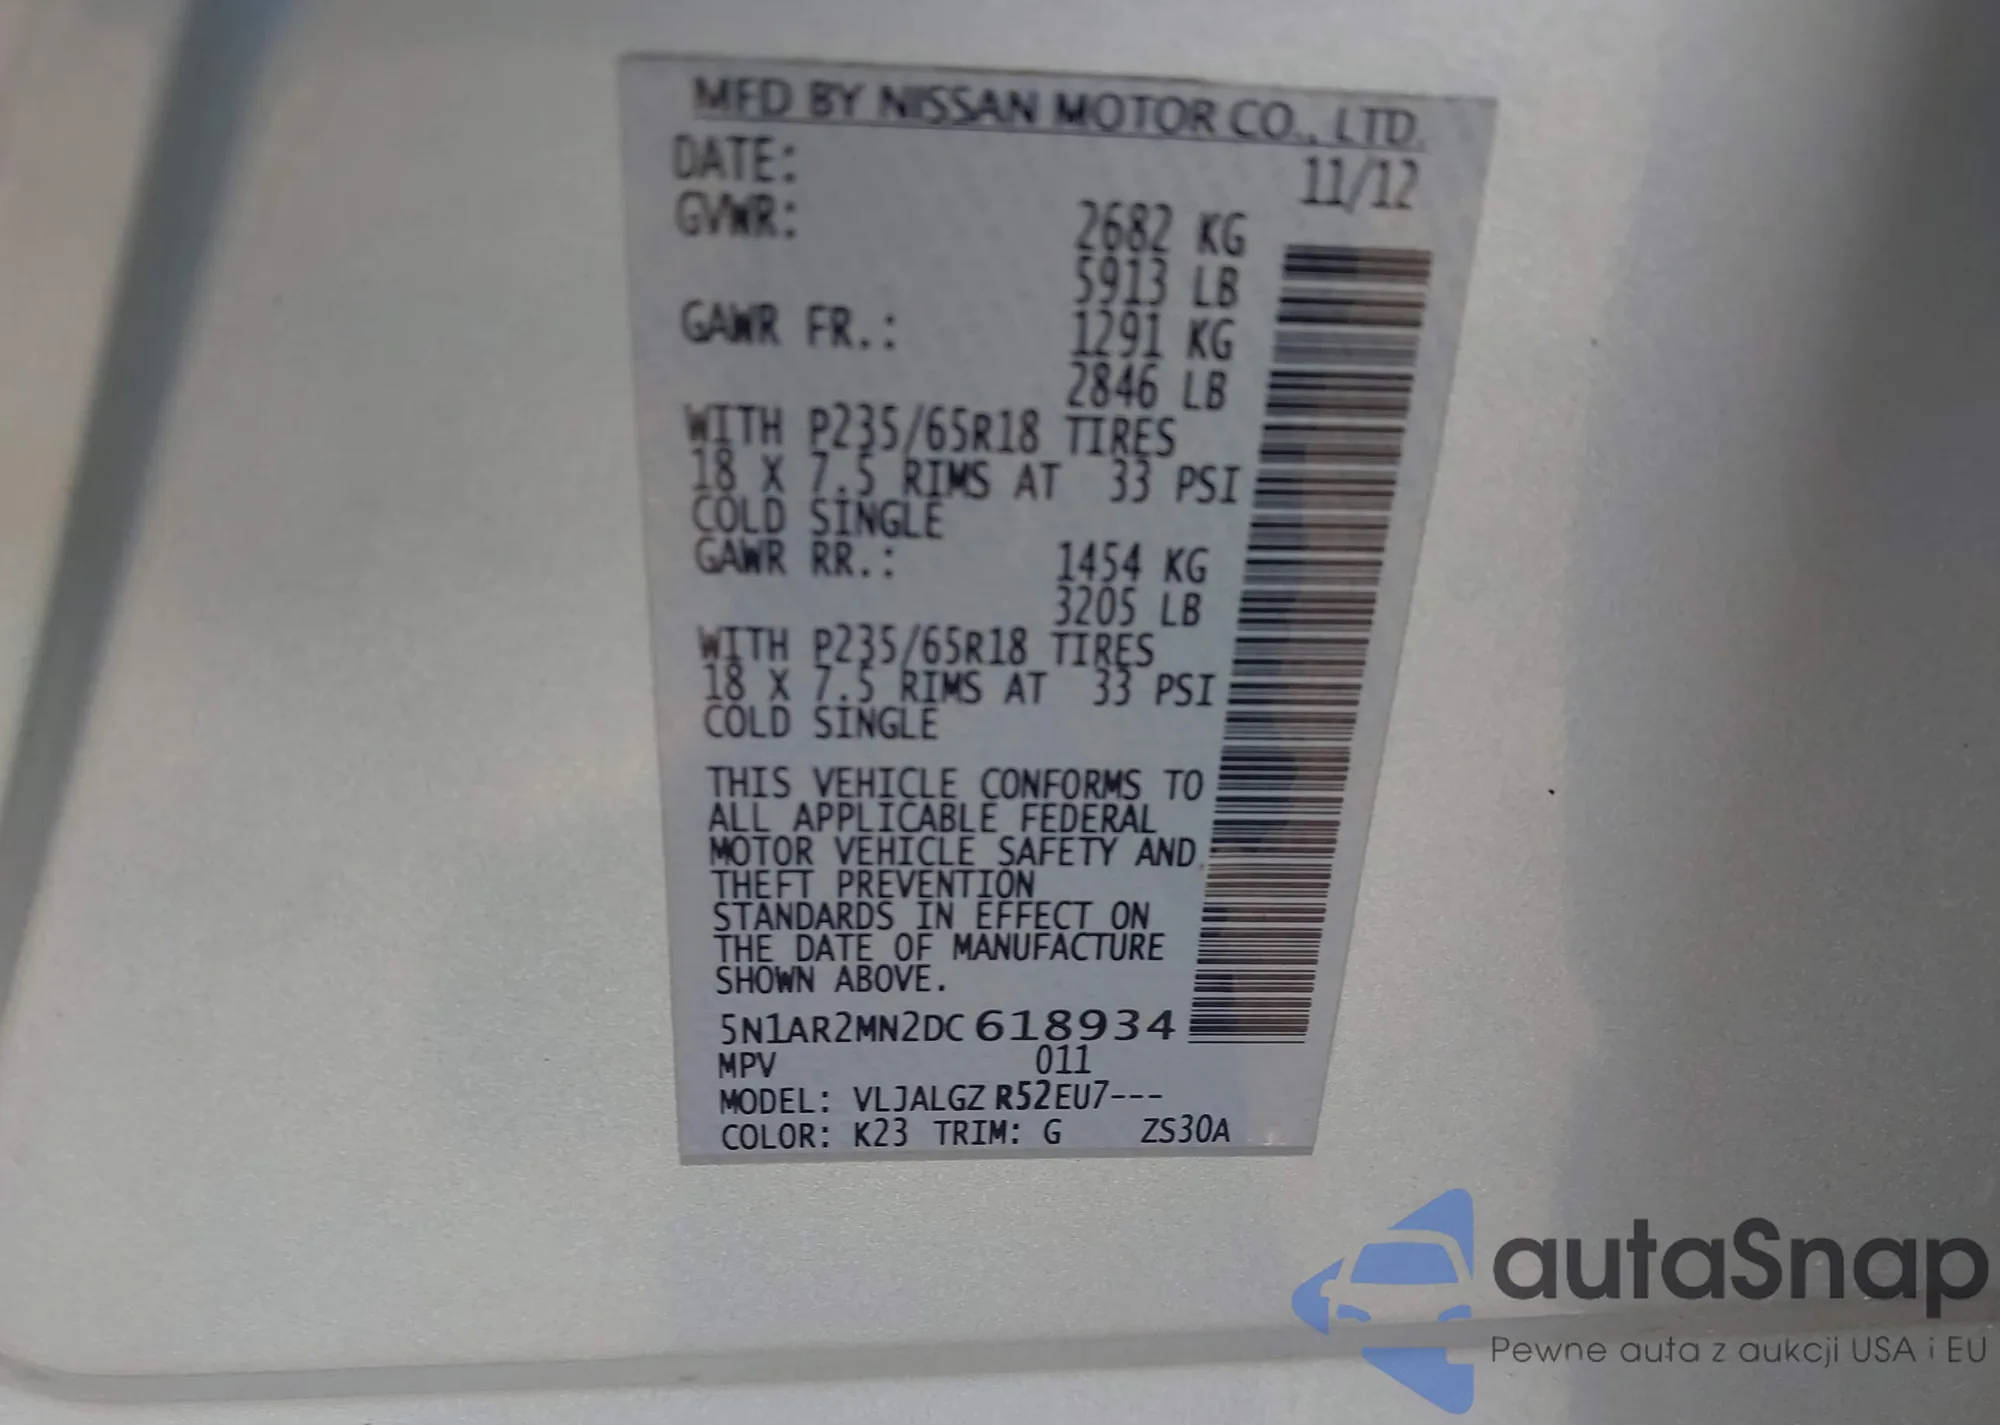 MFD BY NISSAN MOTOR CO., LTD.
DATE: 11/12
GVWR: 2682 KG
5913 LB
GAWR FR.: 1291 KG
2846 LB
WITH P235/65R18 TIRES
18 X 7.5 RIMS AT 33 PSI
COLD SINGLE
GAWR RR.: 1454 KG
3205 LB
WITH P235/65R18 TIRES
18 X 7.5 RIMS AT 33 PSI
COLD SINGLE
THIS VEHICLE CONFORMS TO
ALL APPLICABLE FEDERAL
MOTOR VEHICLE SAFETY AND
THEFT PREVENTION
STANDARDS IN EFFECT ON
THE DATE OF MANUFACTURE
SHOWN ABOVE.
5N1AR2MN2DC618934
MPV 011
MODEL: VLJALGZ R52EU7---
COLOR: K23 TRIM: G ZS30A
autaSnap
Pewne auta z aukcji USA i EU